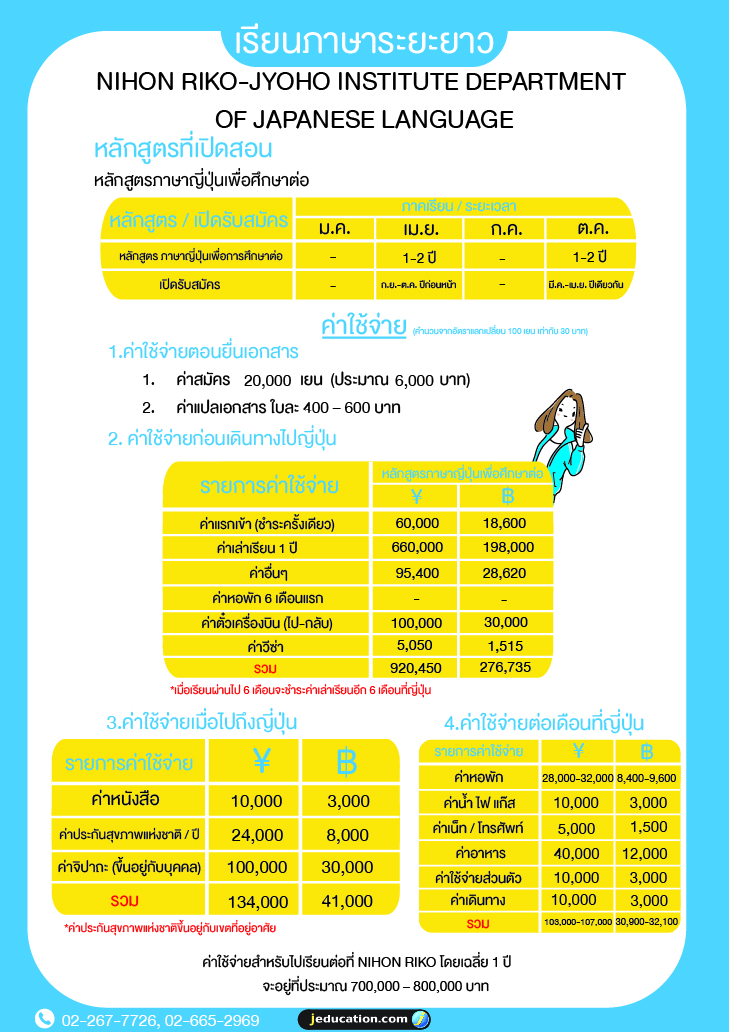 เรียนภาษาระยะยาว
NIHON RIKO-JYOHO INSTITUTE DEPARTMENT
OF JAPANESE LANGUAGE
หลักสูตรที่เปิดสอน
หลักสูตรภาษาญี่ปุ่นเพื่อศึกษาต่อ
หลักสูตร / เปิดรับสมัคร ภาคเรียน / ระยะเวลา
ม.ค. เม.ย. ก.ค. ต.ค.
หลักสูตร ภาษาญี่ปุ่นเพื่อการศึกษาต่อ - 1-2 ปี - 1-2 ปี
เปิดรับสมัคร - ก.ย.-ต.ค. ปีก่อนหน้า - มี.ค.-เม.ย. ปีเดียวกัน
ค่าใช้จ่าย (คำนวนจากอัตราแลกเปลี่ยน 100 เยน เท่ากับ 30 บาท)
1.ค่าใช้จ่ายตอนยื่นเอกสาร
1. ค่าสมัคร 20,000 เยน (ประมาณ 6,000 บาท)
2. ค่าแปลเอกสาร ใบละ 400 – 600 บาท
2. ค่าใช้จ่ายก่อนเดินทางไปญี่ปุ่น
รายการค่าใช้จ่าย หลักสูตรภาษาญี่ปุ่นเพื่อศึกษาต่อ
¥ ฿
ค่าแรกเข้า (ชำระครั้งเดียว) 60,000 18,600
ค่าเล่าเรียน 1 ปี 660,000 198,000
ค่าอื่นๆ 95,400 28,620
ค่าหอพัก 6 เดือนแรก - -
ค่าตั๋วเครื่องบิน (ไป-กลับ) 100,000 30,000
ค่าวีซ่า 5,050 1,515
รวม 920,450 276,735
*เมื่อเรียนผ่านไป 6 เดือนจะชำระค่าเล่าเรียนอีก 6 เดือนที่ญี่ปุ่น
3.ค่าใช้จ่ายเมื่อไปถึงญี่ปุ่น
รายการค่าใช้จ่าย ¥ ฿
ค่าหนังสือ 10,000 3,000
ค่าประกันสุขภาพแห่งชาติ / ปี 24,000 8,000
ค่าจิปาถะ (ขึ้นอยู่กับบุคคล) 100,000 30,000
รวม 134,000 41,000
*ค่าประกันสุขภาพแห่งชาติขึ้นอยู่กับเขตที่อยู่อาศัย
4.ค่าใช้จ่ายต่อเดือนที่ญี่ปุ่น
รายการค่าใช้จ่าย ¥ ฿
ค่าหอพัก 28,000-32,000 8,400-9,600
ค่าน้ำ ไฟ แก๊ส 10,000 3,000
ค่าเน็ท / โทรศัพท์ 5,000 1,500
ค่าอาหาร 40,000 12,000
ค่าใช้จ่ายส่วนตัว 10,000 3,000
ค่าเดินทาง 10,000 3,000
รวม 103,000-107,000 30,900-32,100
ค่าใช้จ่ายสำหรับไปเรียนต่อที่ NIHON RIKO โดยเฉลี่ย 1 ปี
จะอยู่ที่ประมาณ 700,000 – 800,000 บาท
02-267-7726, 02-665-2969
jeducation.com